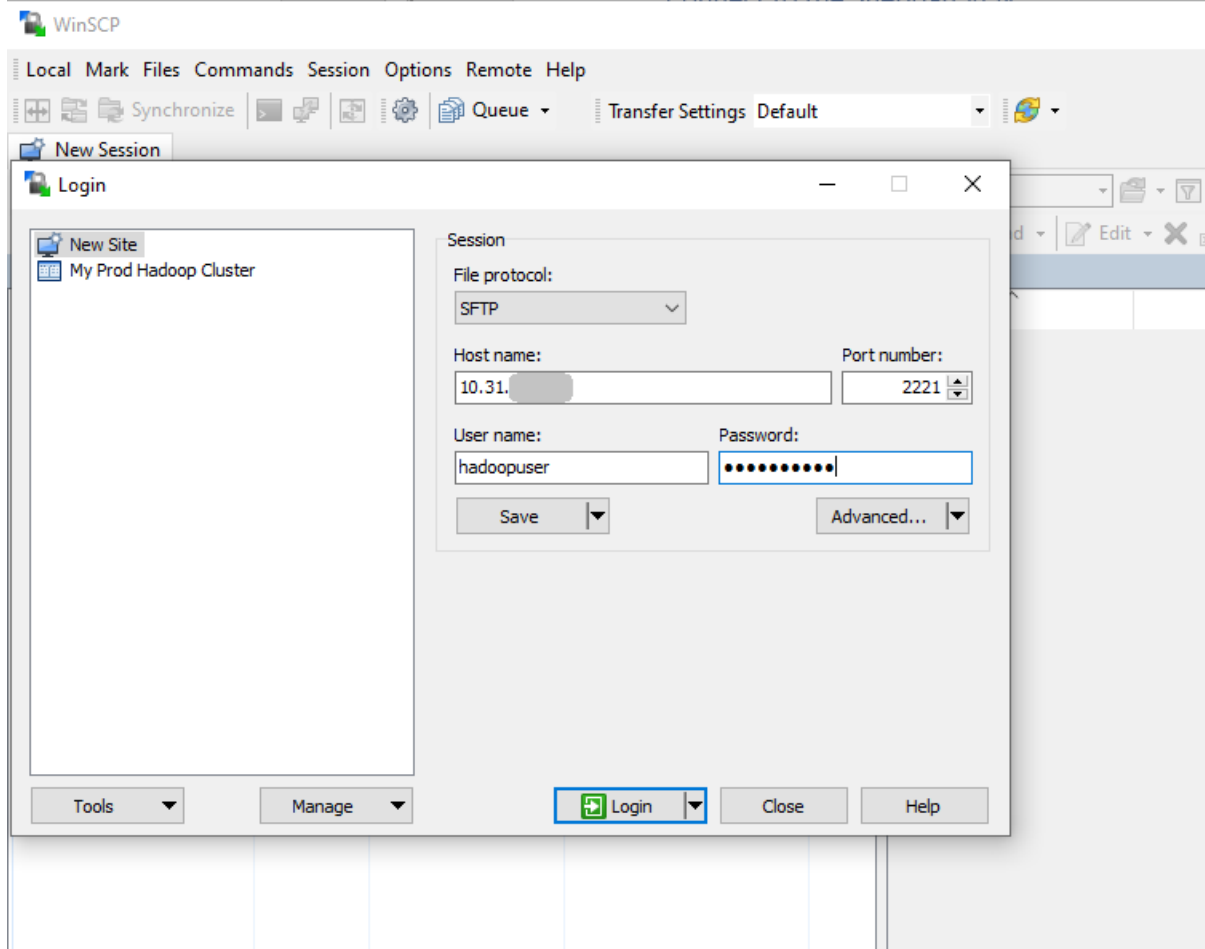 WinSCP
Local Mark Files Commands Session Options Remote Help
Synchronize Queue Transfer Settings Default
New Session
Login
New Site
My Prod Hadoop Cluster
Session
File protocol:
SFTP
Host name: Port number:
10.31. 2221
User name: Password:
hadoopuser ●●●●●●●●●●
Save Advanced...
Edit
Tools Manage Login Close Help